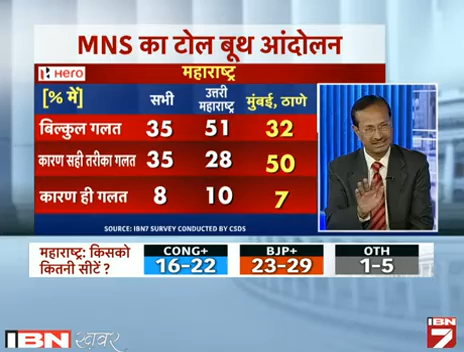 MNS का टोल बूथ आंदोलन
HERO
महाराष्ट्र
[% में] सभी उत्तरी महाराष्ट्र मुंबई, ठाणे
बिल्कुल गलत 35 51 32
कारण सही तरीका गलत 35 28 50
कारण ही गलत 8 10 7
SOURCE: IBN7 SURVEY CONDUCTED BY CSDS
महाराष्ट्र: किसको
कितनी सीटें ?
CONG+ BJP+ OTH
16-22 23-29 1-5
IBN ख़बर
IBN
7